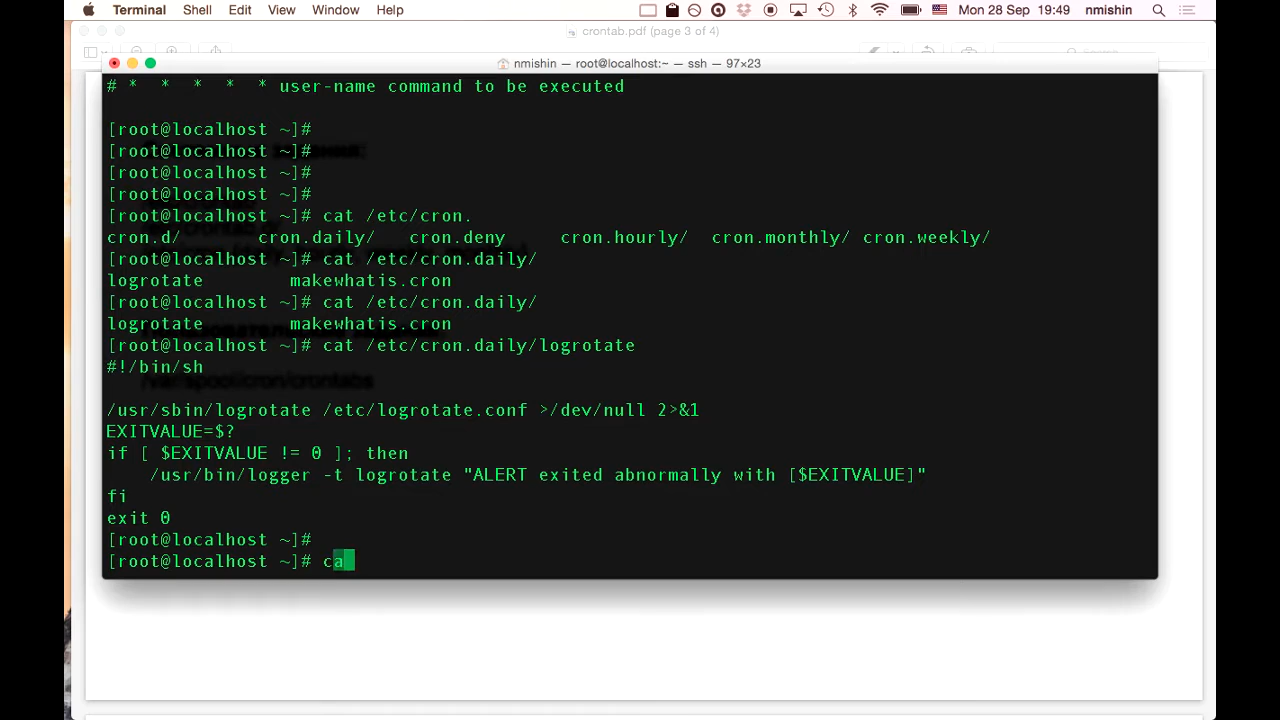 Terminal Shell Edit View Window Help Mon 28 Sep 19:49 nmishin
crontab.pdf (page 3 of 4)
nmishin — root@localhost:~ — ssh — 97×23
# * * * * * user-name command to be executed
[root@localhost ~]#
[root@localhost ~]#
[root@localhost ~]#
[root@localhost ~]#
[root@localhost ~]# cat /etc/cron.
cron.d/ cron.daily/ cron.deny cron.hourly/ cron.monthly/ cron.weekly/
[root@localhost ~]# cat /etc/cron.daily/
logrotate makewhatis.cron
[root@localhost ~]# cat /etc/cron.daily/
logrotate makewhatis.cron
[root@localhost ~]# cat /etc/cron.daily/logrotate
#!/bin/sh
/var/spool/cron/crontabs
/usr/sbin/logrotate /etc/logrotate.conf >/dev/null 2>&1
EXITVALUE=$?
if [ $EXITVALUE != 0 ]; then
/usr/bin/logger -t logrotate "ALERT exited abnormally with [$EXITVALUE]"
fi
exit 0
[root@localhost ~]#
[root@localhost ~]# ca